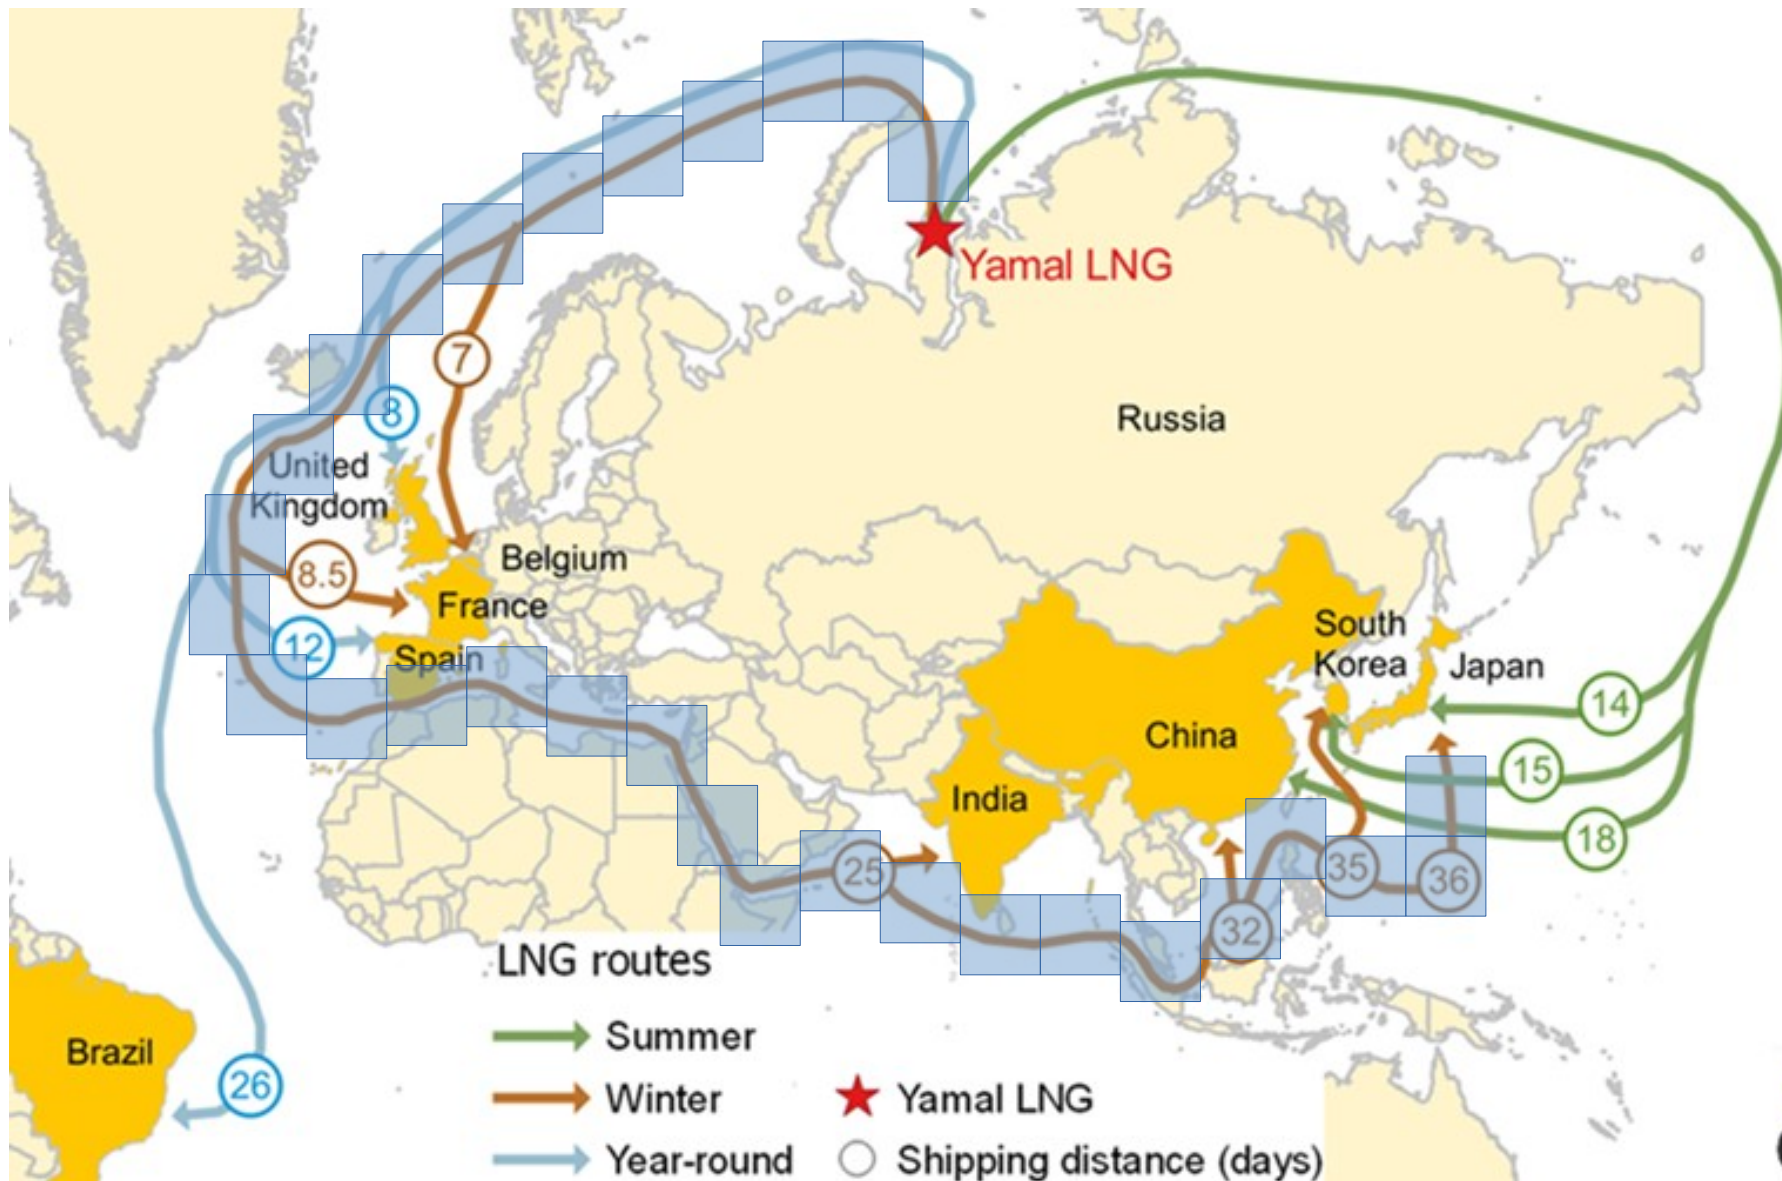 Yamal LNG
7
Russia
8
United
Kingdom
Belgium
8.5
France
South
Korea
Japan
12
Spain
14
China
15
India
18
25
35
36
32
LNG routes
Summer
Brazil
26
Winter
Yamal LNG
Year-round
Shipping distance (days)